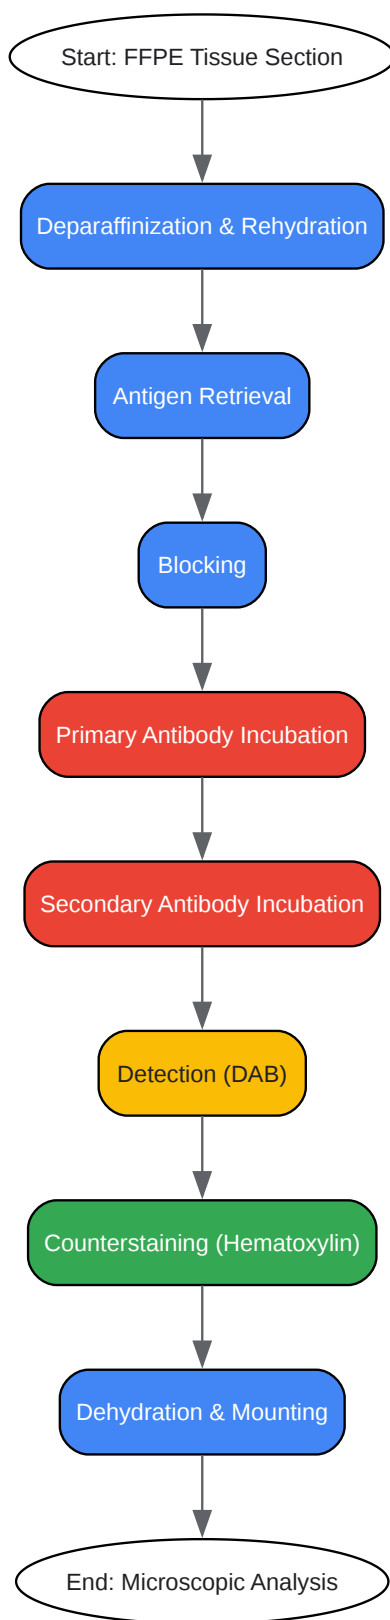 Start: FFPE Tissue Section
Deparaffinization & Rehydration
Antigen Retrieval
Blocking
Primary Antibody Incubation
Secondary Antibody Incubation
Detection (DAB)
Counterstaining (Hematoxylin)
Dehydration & Mounting
End: Microscopic Analysis